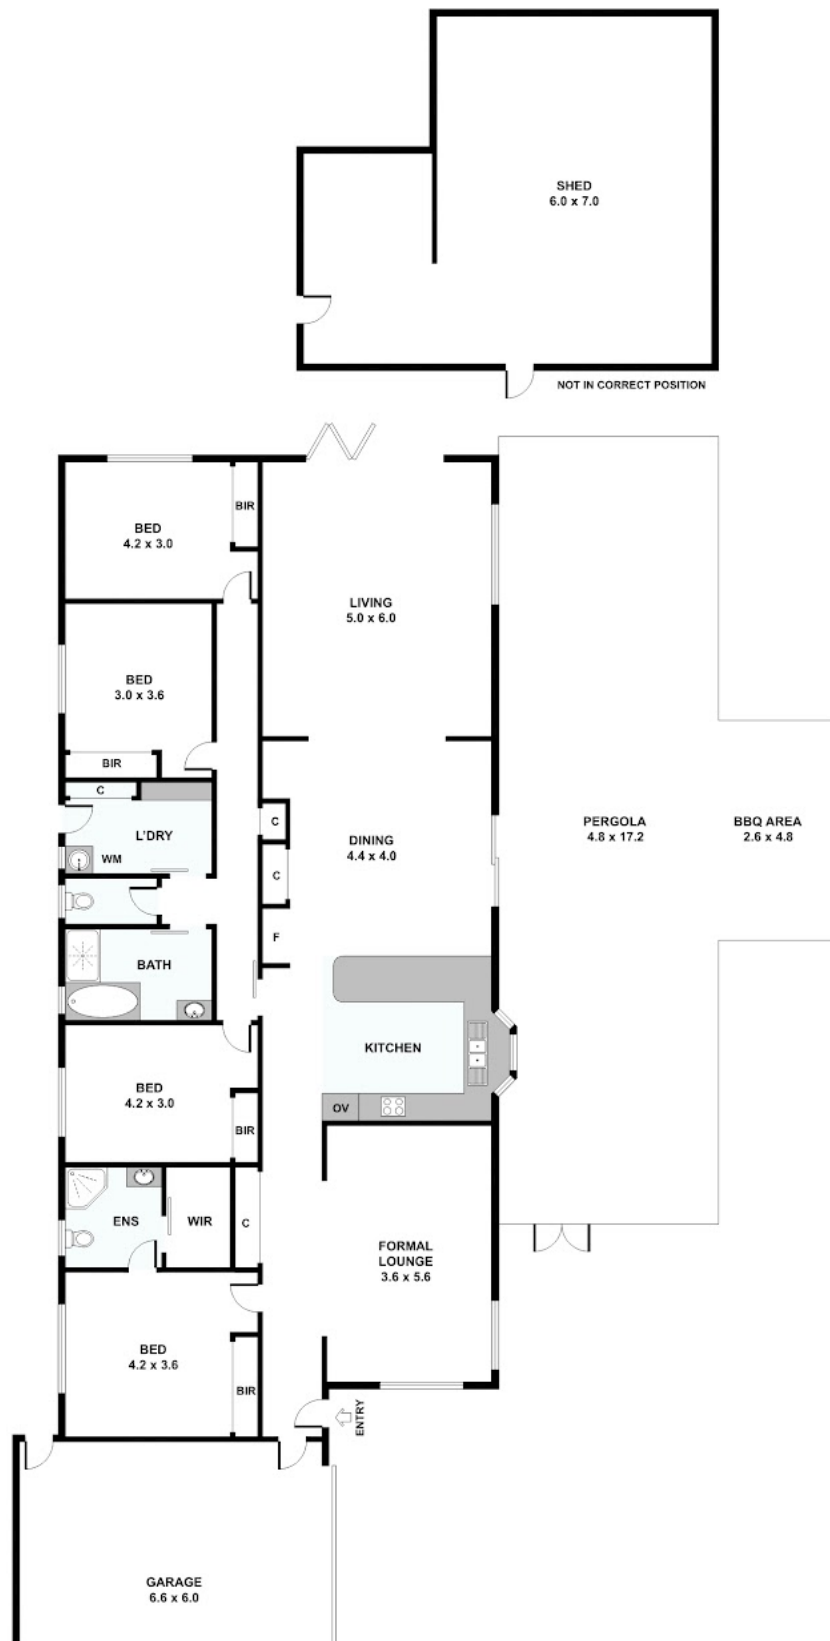 SHED
6.0 x 7.0
NOT IN CORRECT POSITION
BED
4.2 x 3.0
BIR
LIVING
5.0 x 6.0
BED
3.0 x 3.6
BIR
C
L'DRY
WM
C
DINING
4.4 x 4.0
PERGOLA
4.8 x 17.2
BBQ AREA
2.6 x 4.8
C
F
BATH
KITCHEN
BED
4.2 x 3.0
OV
BIR
ENS
WIR
C
FORMAL
LOUNGE
3.6 x 5.6
BED
4.2 x 3.6
BIR
ENTRY
GARAGE
6.6 x 6.0